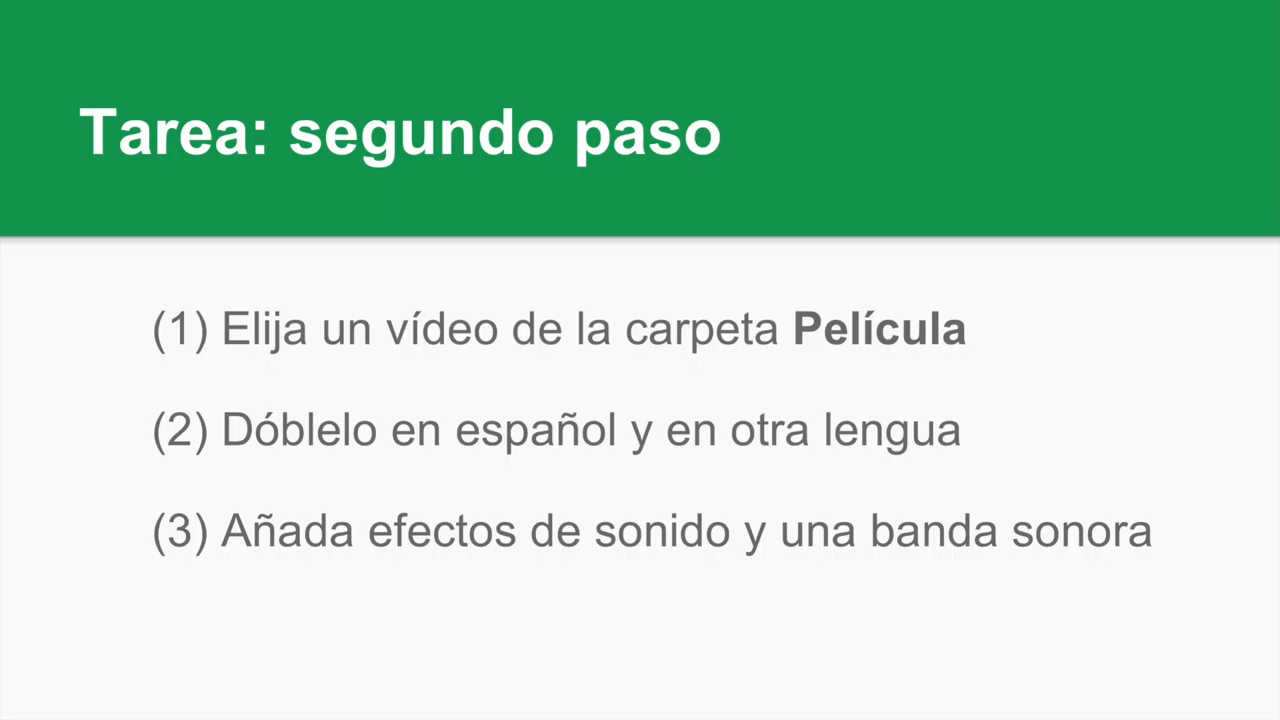 Tarea: segundo paso
(1) Elija un vídeo de la carpeta Película
(2) Dóblelo en español y en otra lengua
(3) Añada efectos de sonido y una banda sonora